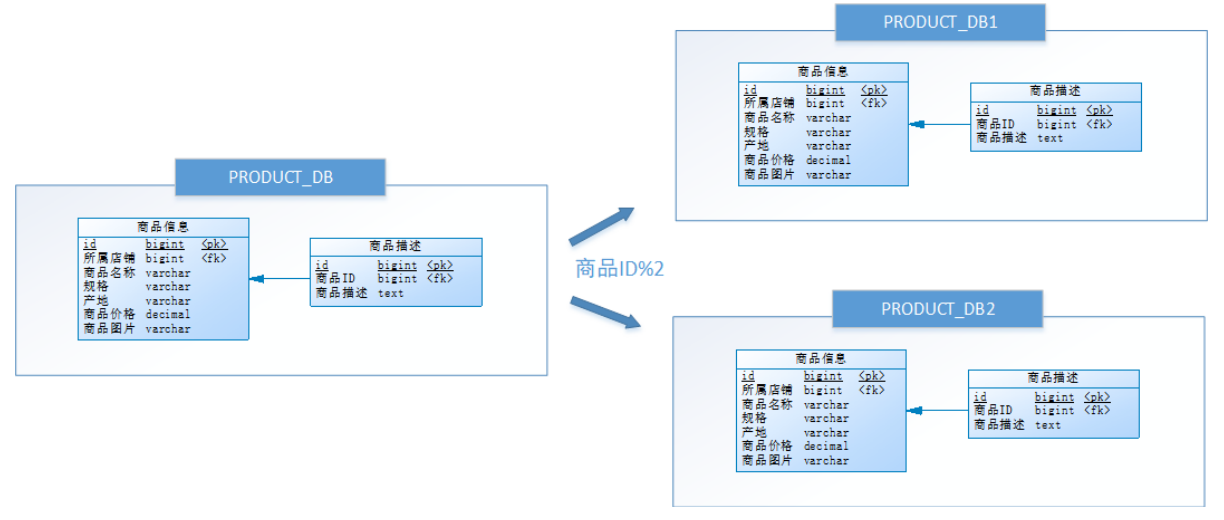 PRODUCT_DB
商品信息
id bigint <pk>
所属店铺 bigint <fk>
商品名称 varchar
规格 varchar
产地 varchar
商品价格 decimal
商品图片 varchar
商品描述
id bigint <pk>
商品ID bigint <fk>
商品描述 text
商品ID%2
PRODUCT_DB1
商品信息
id bigint <pk>
所属店铺 bigint <fk>
商品名称 varchar
规格 varchar
产地 varchar
商品价格 decimal
商品图片 varchar
商品描述
id bigint <pk>
商品ID bigint <fk>
商品描述 text
PRODUCT_DB2
商品信息
id bigint <pk>
所属店铺 bigint <fk>
商品名称 varchar
规格 varchar
产地 varchar
商品价格 decimal
商品图片 varchar
商品描述
id bigint <pk>
商品ID bigint <fk>
商品描述 text